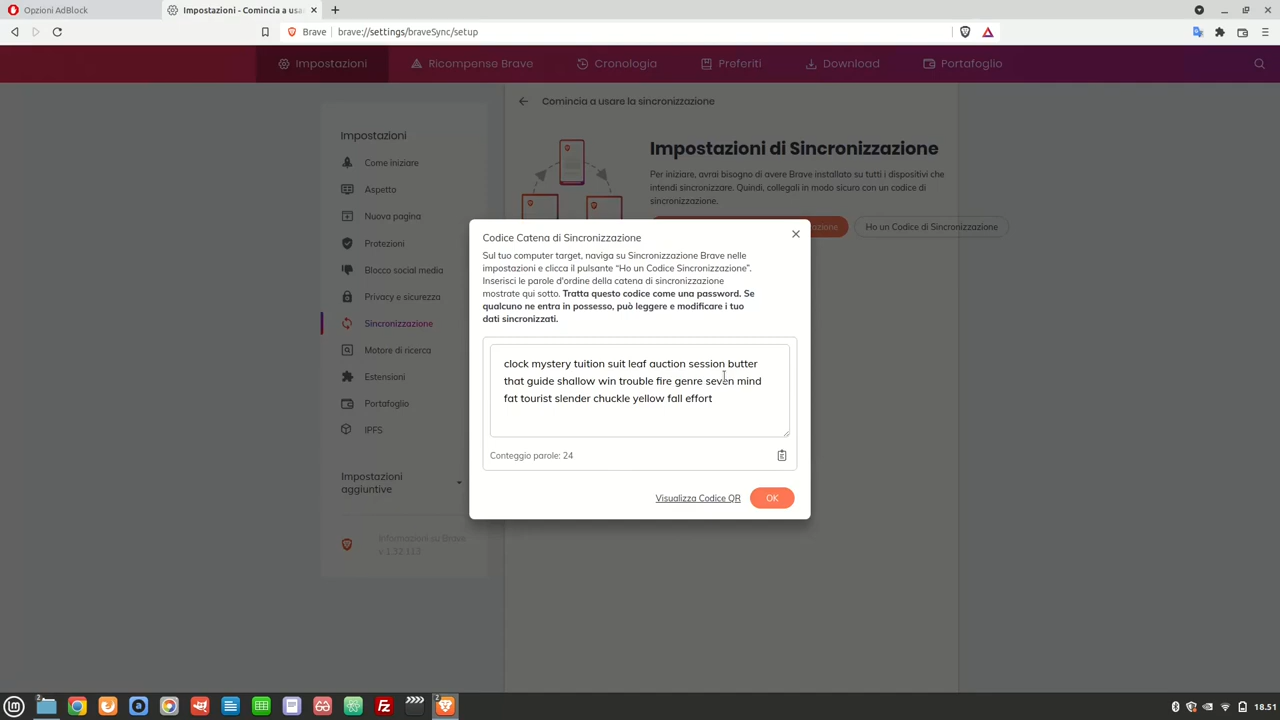 Opzioni AdBlock
Impostazioni - Comincia a usa
Brave
brave://settings/braveSync/setup
Impostazioni
Ricompense Brave
Cronologia
Preferiti
Download
Portafoglio
Comincia a usare la sincronizzazione
Impostazioni
Come iniziare
Aspetto
Nuova pagina
Protezioni
Blocco social media
Privacy e sicurezza
Sincronizzazione
Motore di ricerca
Estensioni
Portafoglio
IPFS
Impostazioni
aggiuntive
Informazioni su Brave
v.1.32.113
Impostazioni di Sincronizzazione
Per iniziare, avrai bisogno di avere Brave installato su tutti i dispositivi che
intendi sincronizzare. Quindi, collegali in modo sicuro con un codice di
sincronizzazione.
Ho un Codice di Sincronizzazione
Codice Catena di Sincronizzazione
Sul tuo computer target, naviga su Sincronizzazione Brave nelle
impostazioni e clicca il pulsante “Ho un Codice Sincronizzazione”.
Inserisci le parole d'ordine della catena di sincronizzazione
mostrate qui sotto. Tratta questo codice come una password. Se
qualcuno ne entra in possesso, può leggere e modificare i tuo
dati sincronizzati.
clock mystery tuition suit leaf auction session butter
that guide shallow win trouble fire genre seven mind
fat tourist slender chuckle yellow fall effort
Conteggio parole: 24
Visualizza Codice QR
OK
18.51